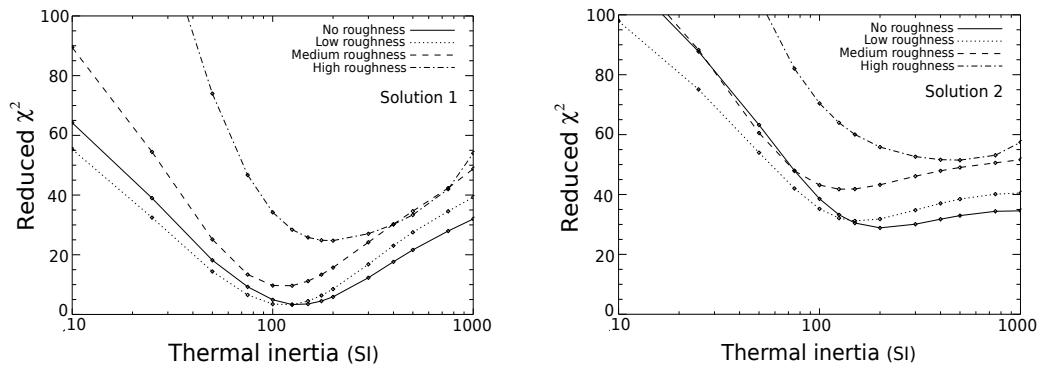 100
80
60
40
20
0
Reduced χ²
No roughness
Low roughness
Medium roughness
High roughness
Solution 1
10
100
1000
Thermal inertia (SI)
100
80
60
40
20
0
Reduced χ²
No roughness
Low roughness
Medium roughness
High roughness
Solution 2
10
100
1000
Thermal inertia (SI)